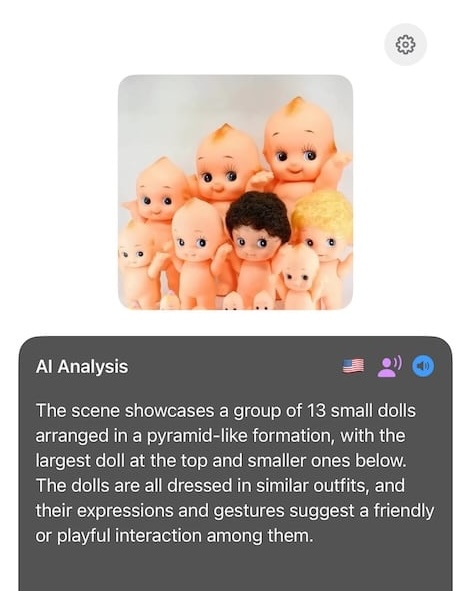 AI Analysis
The scene showcases a group of 13 small dolls
arranged in a pyramid-like formation, with the
largest doll at the top and smaller ones below.
The dolls are all dressed in similar outfits, and
their expressions and gestures suggest a friendly
or playful interaction among them.